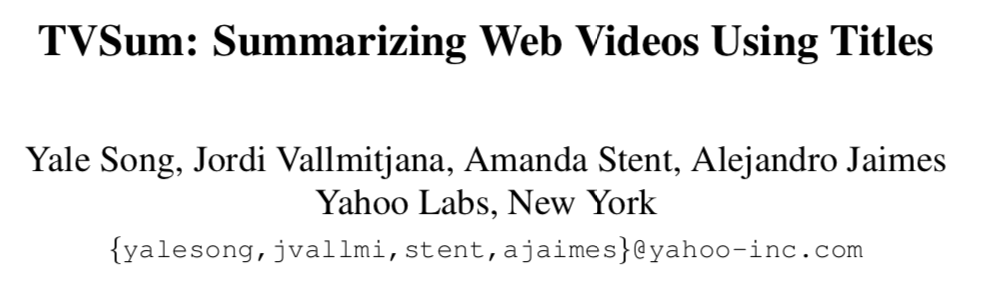 TVSum: Summarizing Web Videos Using Titles
Yale Song, Jordi Vallmitjana, Amanda Stent, Alejandro Jaimes
Yahoo Labs, New York
{yalesong,jvallmi,stent,ajaimes}@yahoo-inc.com